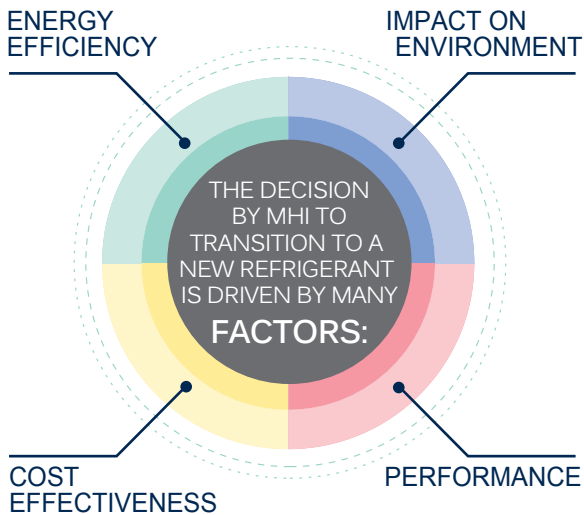 ENERGY
EFFICIENCY
IMPACT ON
ENVIRONMENT
THE DECISION
BY MHI TO
TRANSITION TO A
NEW REFRIGERANT
IS DRIVEN BY MANY
FACTORS:
COST
EFFECTIVENESS
PERFORMANCE